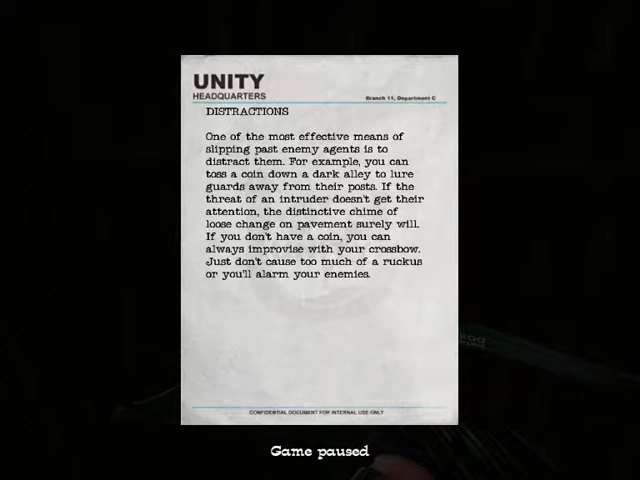 UNITY
HEADQUARTERS
Branch 11, Department C
DISTRACTIONS
One of the most effective means of
slipping past enemy agents is to
distract them. For example, you can
toss a coin down a dark alley to lure
guards away from their posts. If the
threat of an intruder doesn't get their
attention, the distinctive chime of
loose change on pavement surely will.
If you don't have a coin, you can
always improvise with your crossbow.
Just don't cause too much of a ruckus
or you'll alarm your enemies.
CONFIDENTIAL DOCUMENT FOR INTERNAL USE ONLY
Game paused